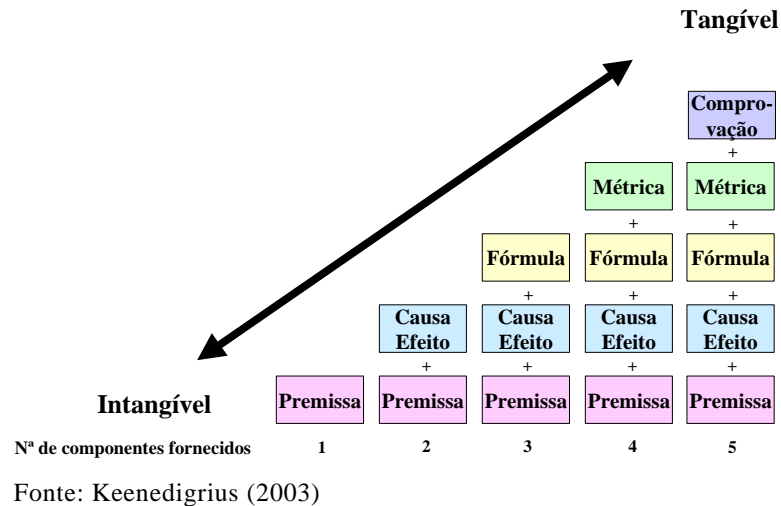 Tangível
Compro-
vação
+
Métrica Métrica
+ +
Fórmula Fórmula Fórmula
+ + +
Causa Causa Causa Causa
Efeito Efeito Efeito Efeito
+ + + +
Intangível Premissa Premissa Premissa Premissa Premissa
Nª de componentes fornecidos 1 2 3 4 5
Fonte: Keenedigrius (2003)